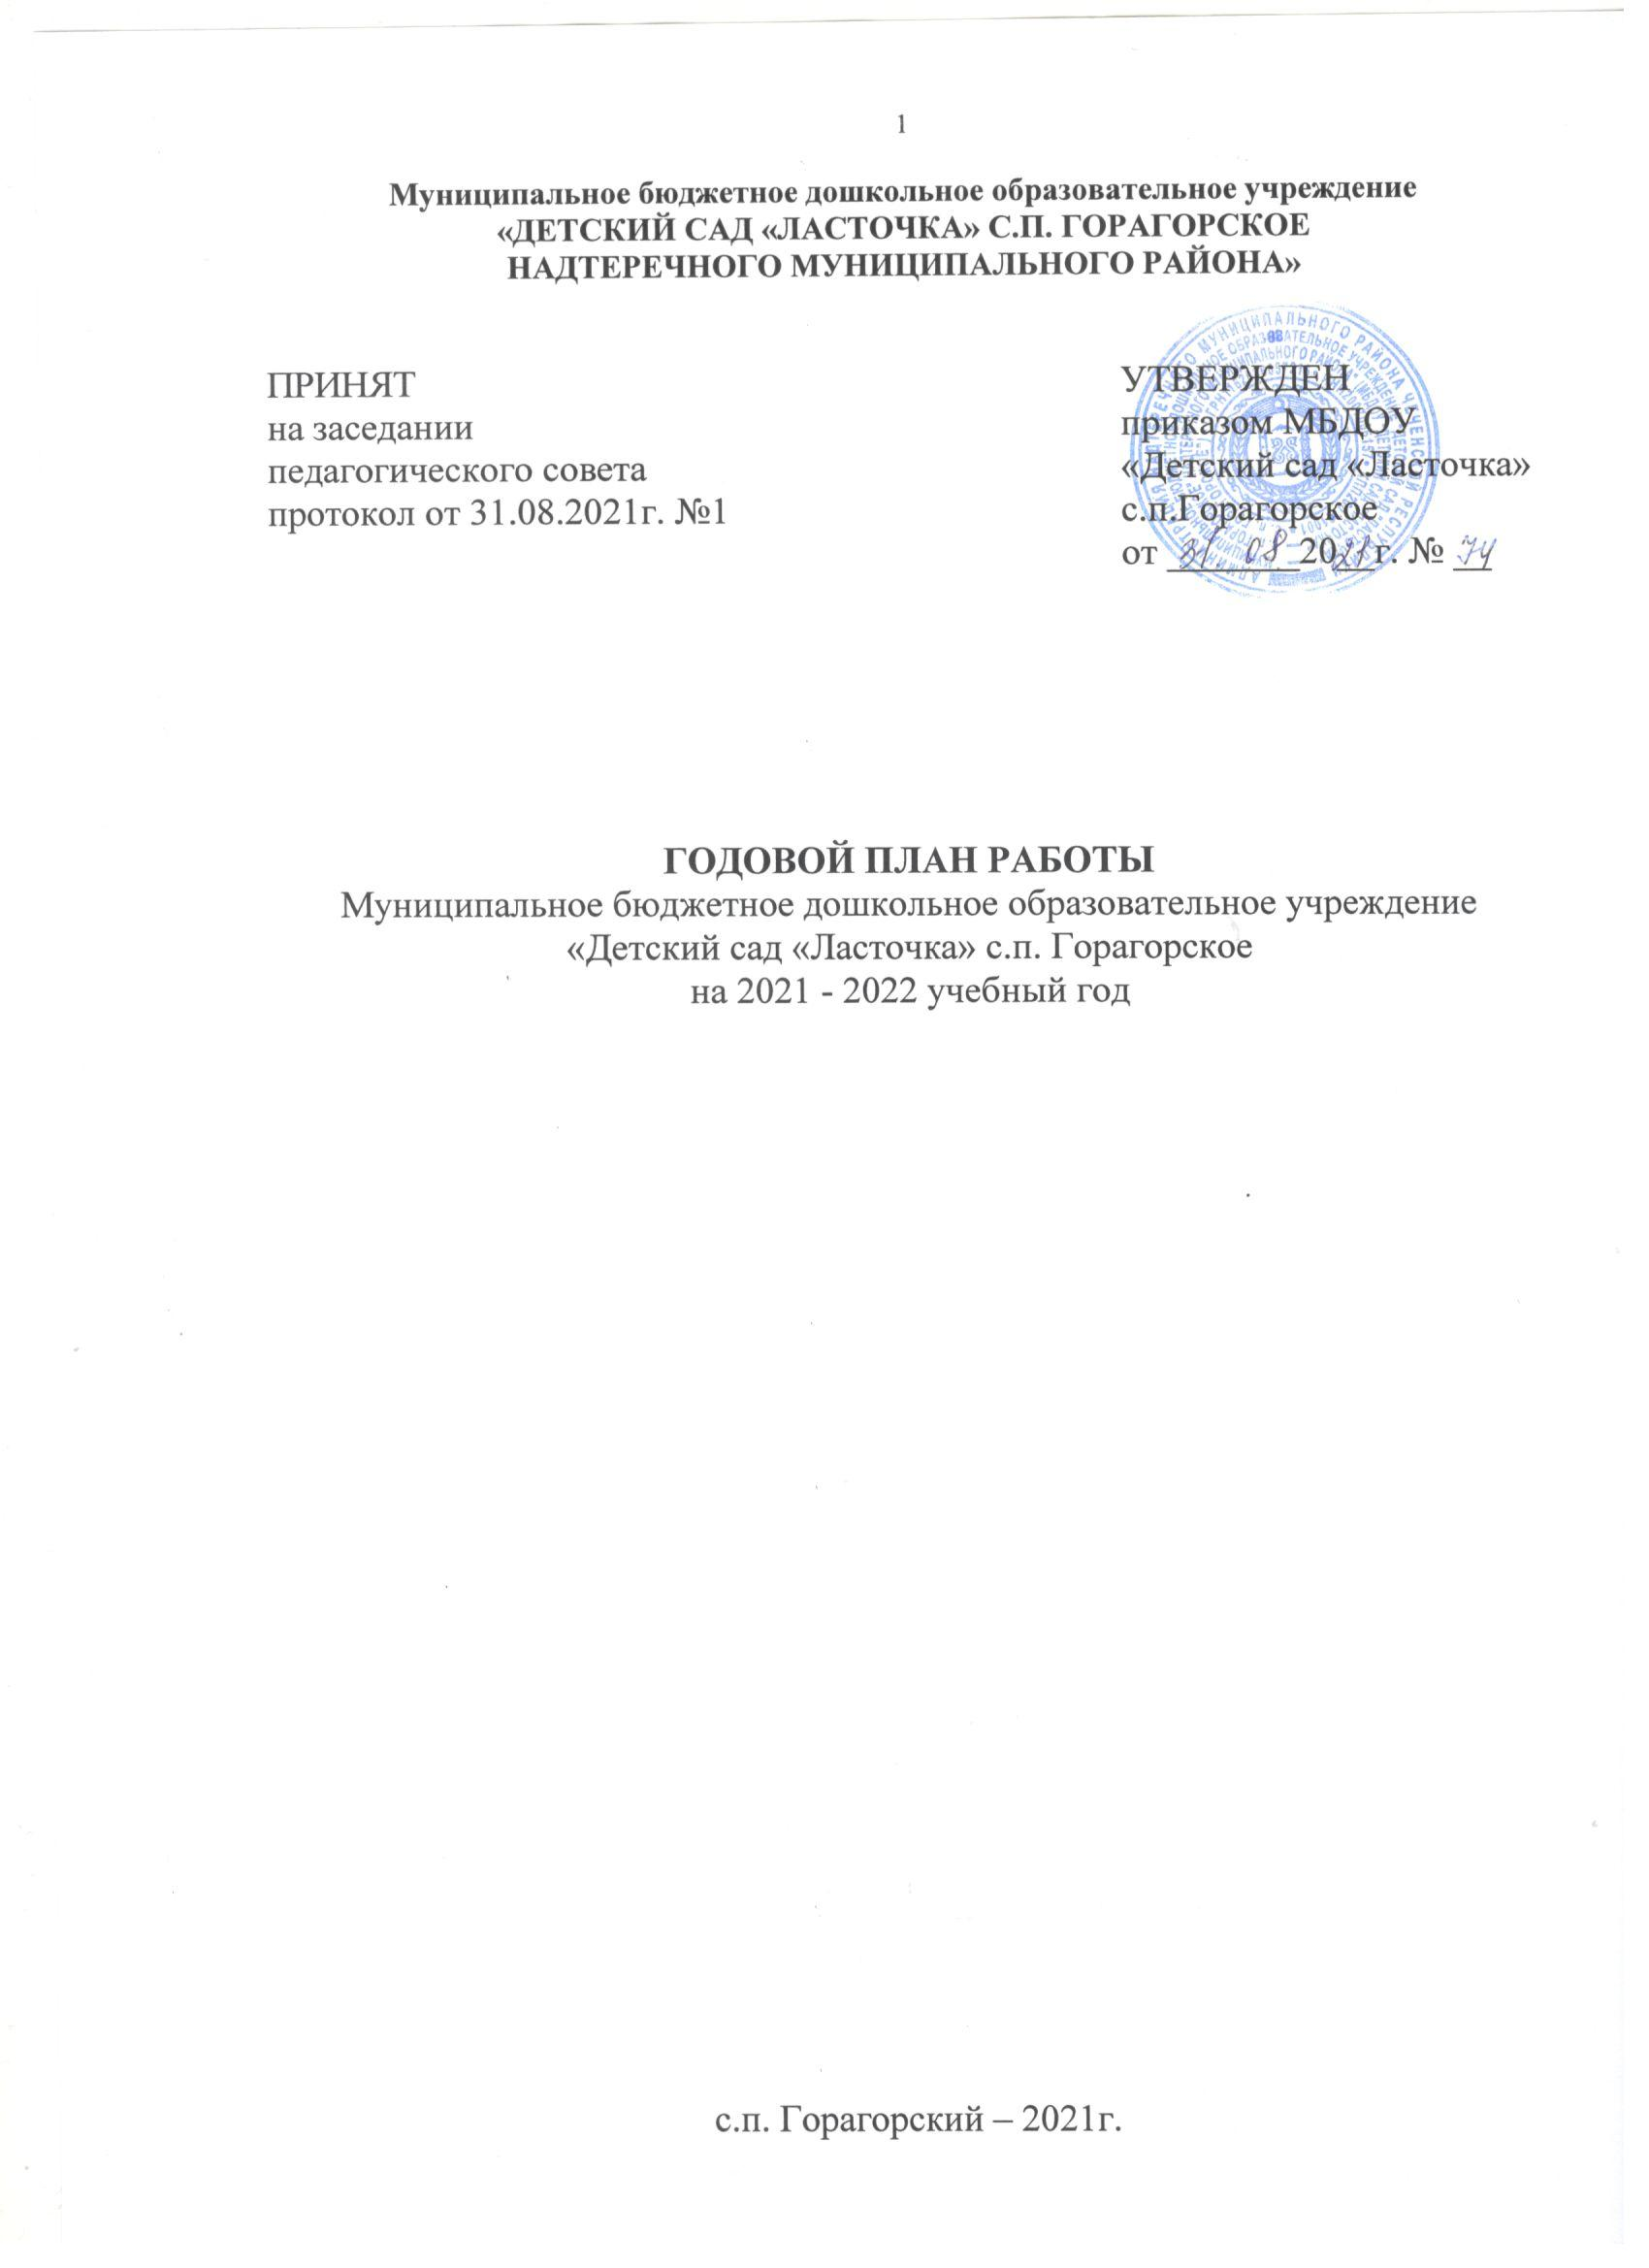 1
Муниципальное бюджетное дошкольное образовательное учреждение
«ДЕТСКИЙ САД «ЛАСТОЧКА» С.П. ГОРАГОРСКОЕ
НАДТЕРЕЧНОГО МУНИЦИПАЛЬНОГО РАЙОНА»
ПРИНЯТ
на заседании
педагогического совета
протокол от 31.08.2021г. №1
УТВЕРЖДЕН
приказом МБДОУ
«Детский сад «Ласточка»
с.п.Горагорское
от 31 08 2021г. № 74
ГОДОВОЙ ПЛАН РАБОТЫ
Муниципальное бюджетное дошкольное образовательное учреждение
«Детский сад «Ласточка» с.п. Горагорское
на 2021 - 2022 учебный год
с.п. Горагорский – 2021г.